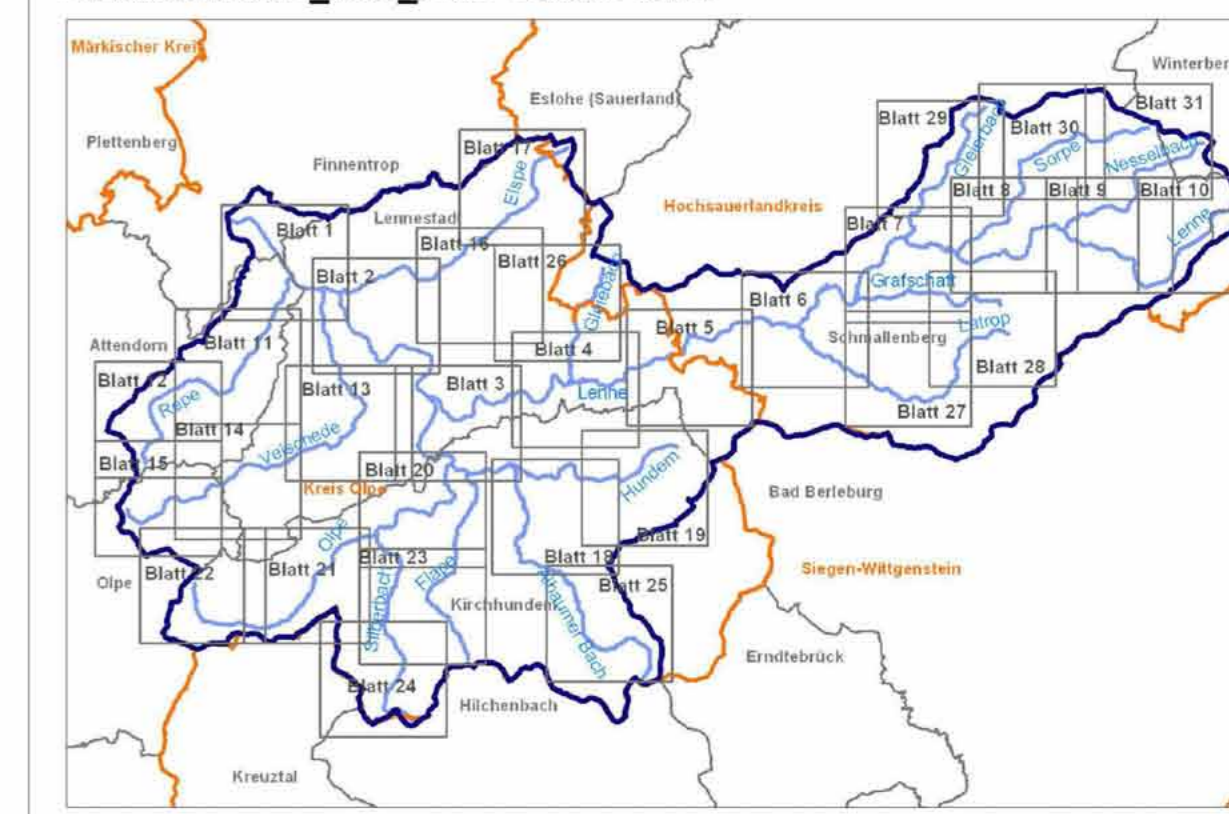 Märkischer Kreis
Winterber
Eslohe (Sauerland)
Blatt 29
Blatt 31
Gleierbach
Blatt 30
Plettenberg
Blatt 17
Sorpe
Nesselbach
Finnentrop
Elspe
Blatt 8
Blatt 9
Blatt 10
Hochsauerlandkreis
Lennestadt
Blatt 7
Blatt 1
Lenne
Blatt 16
Blatt 26
Blatt 2
Grafschaft
Gleiebach
Blatt 6
Latrop
Blatt 5
Schmallenberg
Attendorn
Blatt 11
Blatt 4
Blatt 28
Blatt 12
Blatt 13
Blatt 3
Lenne
Repe
Blatt 27
Blatt 14
Veischede
Blatt 15
Blatt 20
Hundem
Kreis Olpe
Bad Berleburg
Olpe
Blatt 19
Blatt 23
Blatt 18
Blatt 22
Blatt 21
Flape
Siegen-Wittgenstein
Olpe
Blatt 25
Silberbach
Kirchhundem
Albaumer Bach
Erndtebrück
Blatt 24
Hilchenbach
Kreuztal